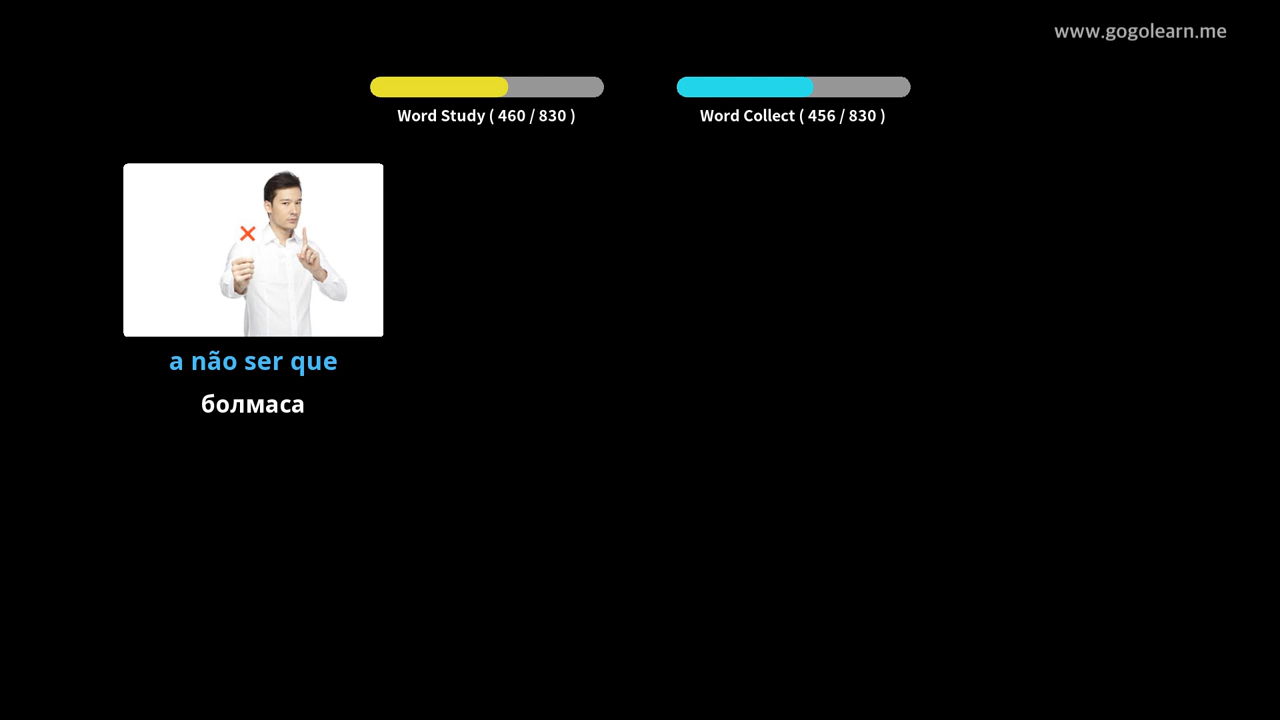 www.gogolearn.me
Word Study ( 460 / 830 )
Word Collect ( 456 / 830 )
a não ser que
болмаса